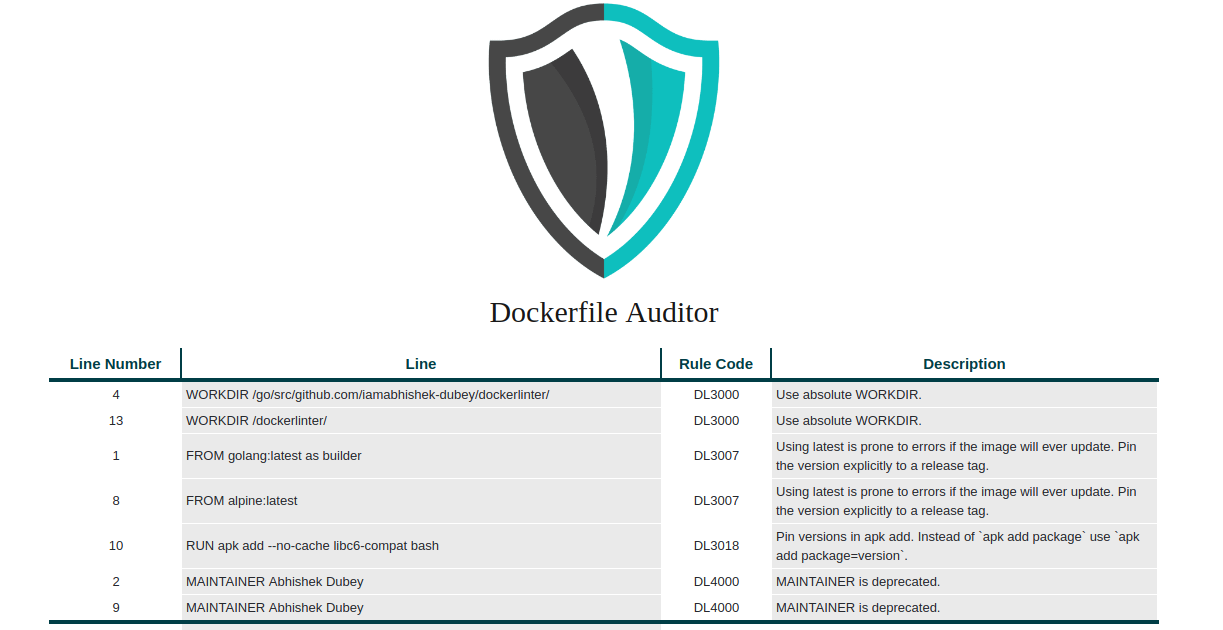 Dockerfile Auditor
Line Number Line Rule Code Description
4 WORKDIR /go/src/github.com/iamabhishek-dubey/dockerlinter/ DL3000 Use absolute WORKDIR.
13 WORKDIR /dockerlinter/ DL3000 Use absolute WORKDIR.
1 FROM golang:latest as builder DL3007 Using latest is prone to errors if the image will ever update. Pin
the version explicitly to a release tag.
8 FROM alpine:latest DL3007 Using latest is prone to errors if the image will ever update. Pin
the version explicitly to a release tag.
10 RUN apk add --no-cache libc6-compat bash DL3018 Pin versions in apk add. Instead of `apk add package` use `apk
add package=version`.
2 MAINTAINER Abhishek Dubey DL4000 MAINTAINER is deprecated.
9 MAINTAINER Abhishek Dubey DL4000 MAINTAINER is deprecated.